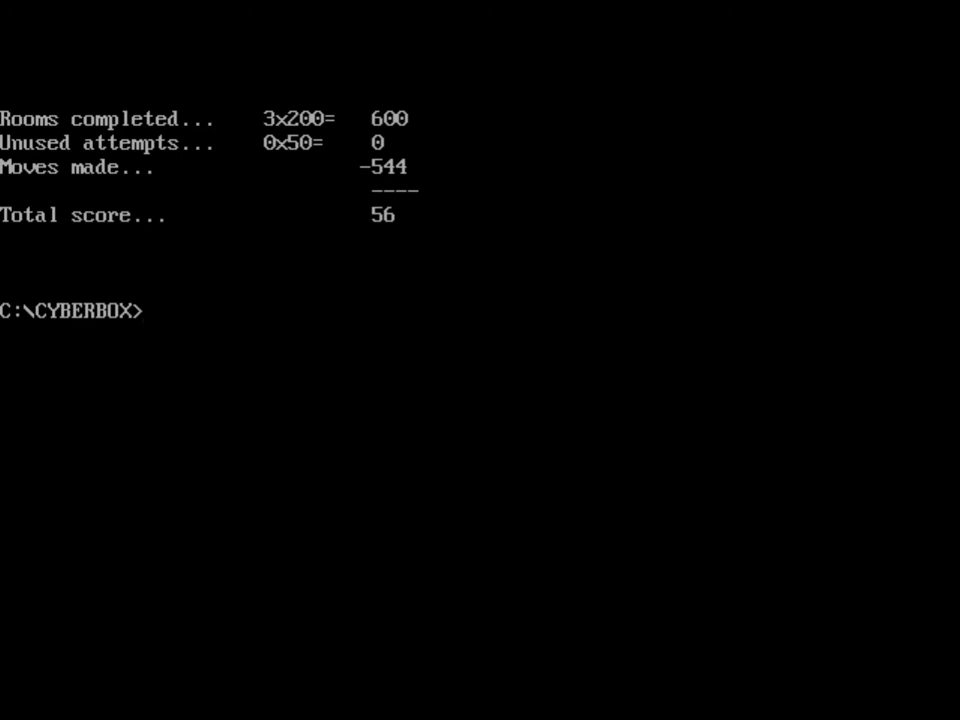 Rooms completed...    3x200=   600
Unused attempts...    0x50=    0
Moves made...                 -544
                               ----
Total score...                 56
C:\CYBERBOX>